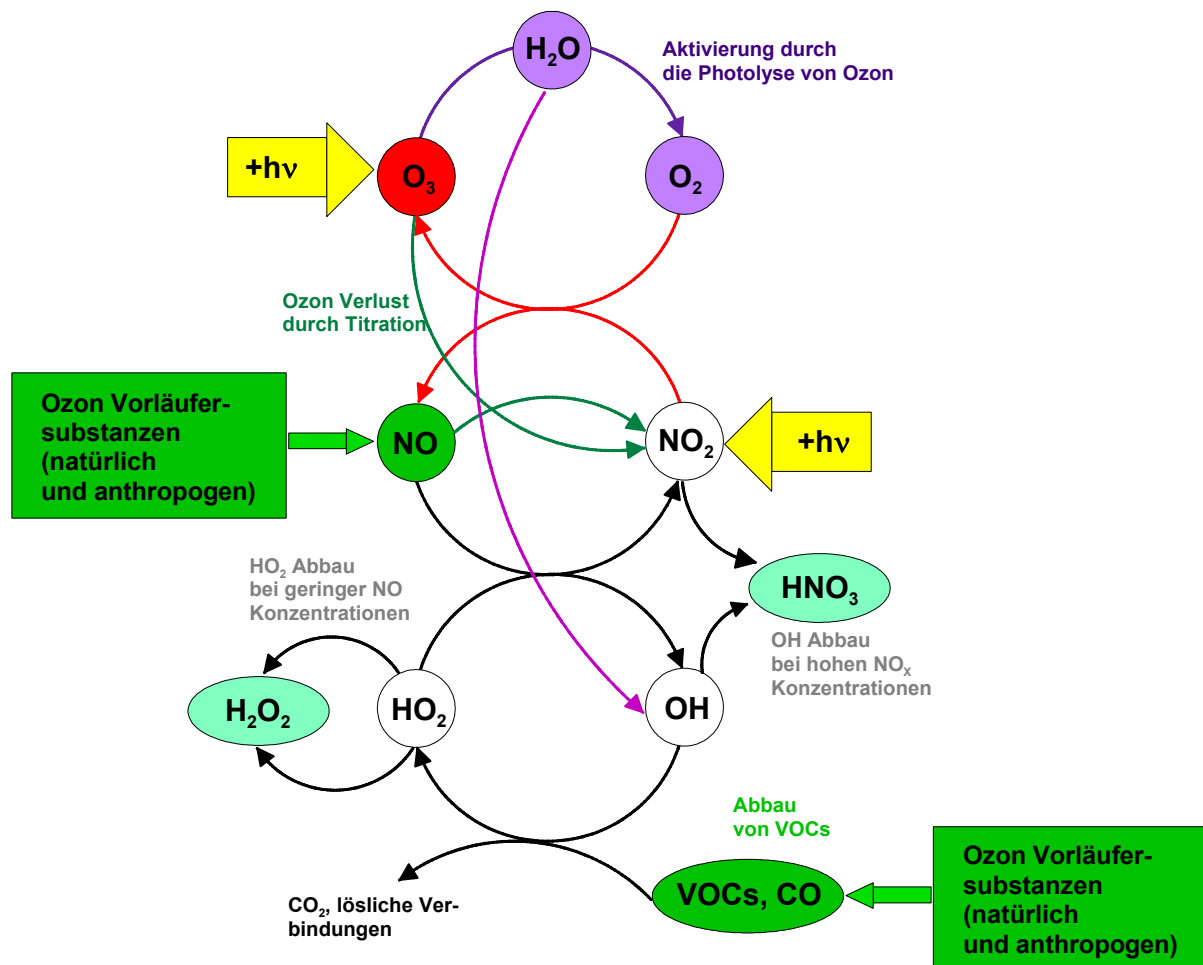 H₂O
Aktivierung durch
die Photolyse von Ozon
+hν
O₃
O₂
Ozon Verlust
durch Titration
Ozon Vorläufer-
substanzen
(natürlich
und anthropogen)
NO
NO₂
+hν
HO₂ Abbau
bei geringer NO
Konzentrationen
HNO₃
OH Abbau
bei hohen NOₓ
Konzentrationen
H₂O₂
HO₂
OH
Abbau
von VOCs
VOCs, CO
Ozon Vorläufer-
substanzen
(natürlich
und anthropogen)
CO₂, lösliche Ver-
bindungen